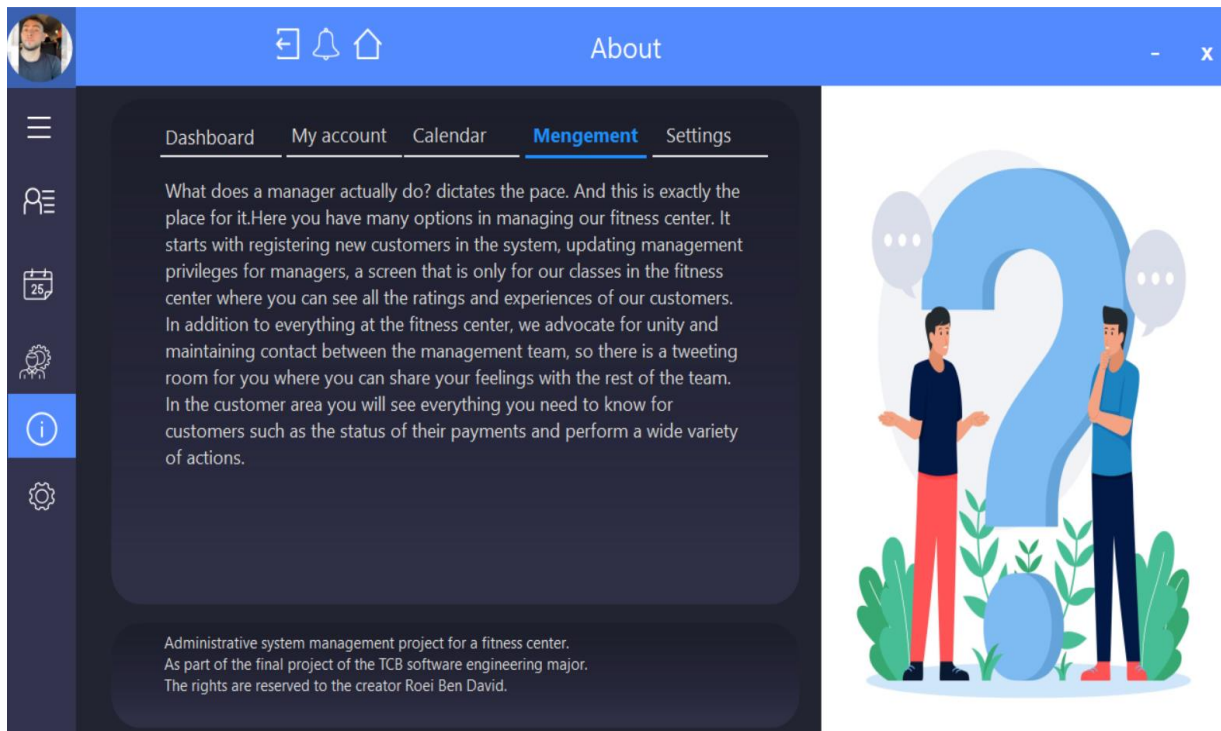 About
- x
Dashboard My account Calendar Mengement Settings
What does a manager actually do? dictates the pace. And this is exactly the
place for it.Here you have many options in managing our fitness center. It
starts with registering new customers in the system, updating management
privileges for managers, a screen that is only for our classes in the fitness
center where you can see all the ratings and experiences of our customers.
In addition to everything at the fitness center, we advocate for unity and
maintaining contact between the management team, so there is a tweeting
room for you where you can share your feelings with the rest of the team.
In the customer area you will see everything you need to know for
customers such as the status of their payments and perform a wide variety
of actions.
25
Administrative system management project for a fitness center.
As part of the final project of the TCB software engineering major.
The rights are reserved to the creator Roei Ben David.